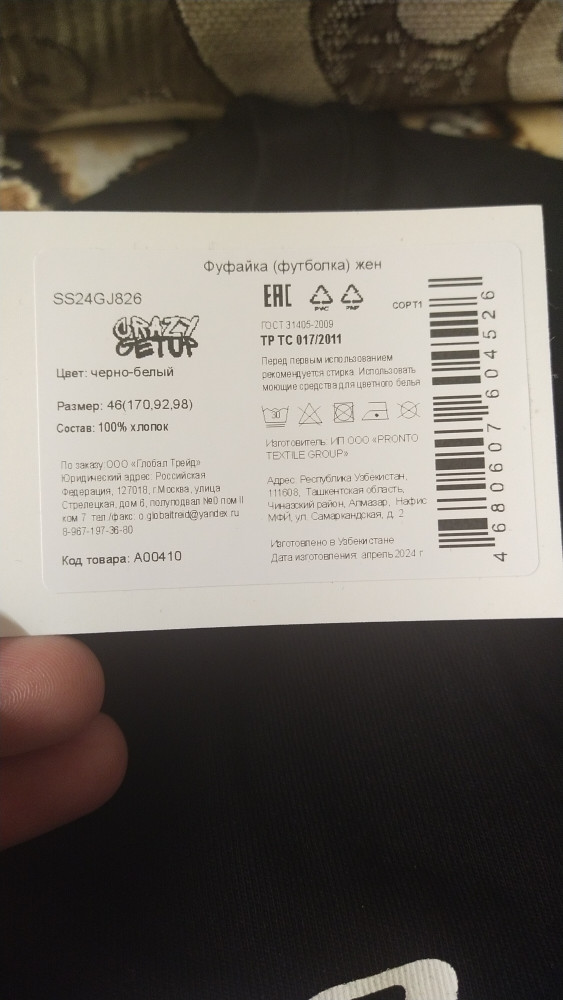 Фуфайка (футболка) жен
SS24GJ826
CRAZY
GETUP
Цвет: черно-белый
Размер: 46(170,92,98)
Состав: 100% хлопок
По заказу ООО «Глобал Трейд»
Юридический адрес: Российская
Федерация, 127018, г.Москва, улица
Стрелецкая, дом 6, полуподвал №0 пом II
ком 7 тел./факс: o.globaltraid@yandex.ru
8-967-197-36-80
Код товара: А00410
EAC
СОРТ1
ГОСТ 31405-2009
ТР ТС 017/2011
Перед первым использованием
рекомендуется стирка. Использовать
моющие средства для цветного белья
30
Изготовитель: ИП ООО «PRONTO
TEXTILE GROUP»
Адрес: Республика Узбекистан,
111608, Ташкентская область,
Чиназский район, Алмазар, Нафис
МФЙ, ул. Самаркандская, д. 2
Изготовлено в Узбекистане
Дата изготовления: апрель 2024 г
4 680607 604526